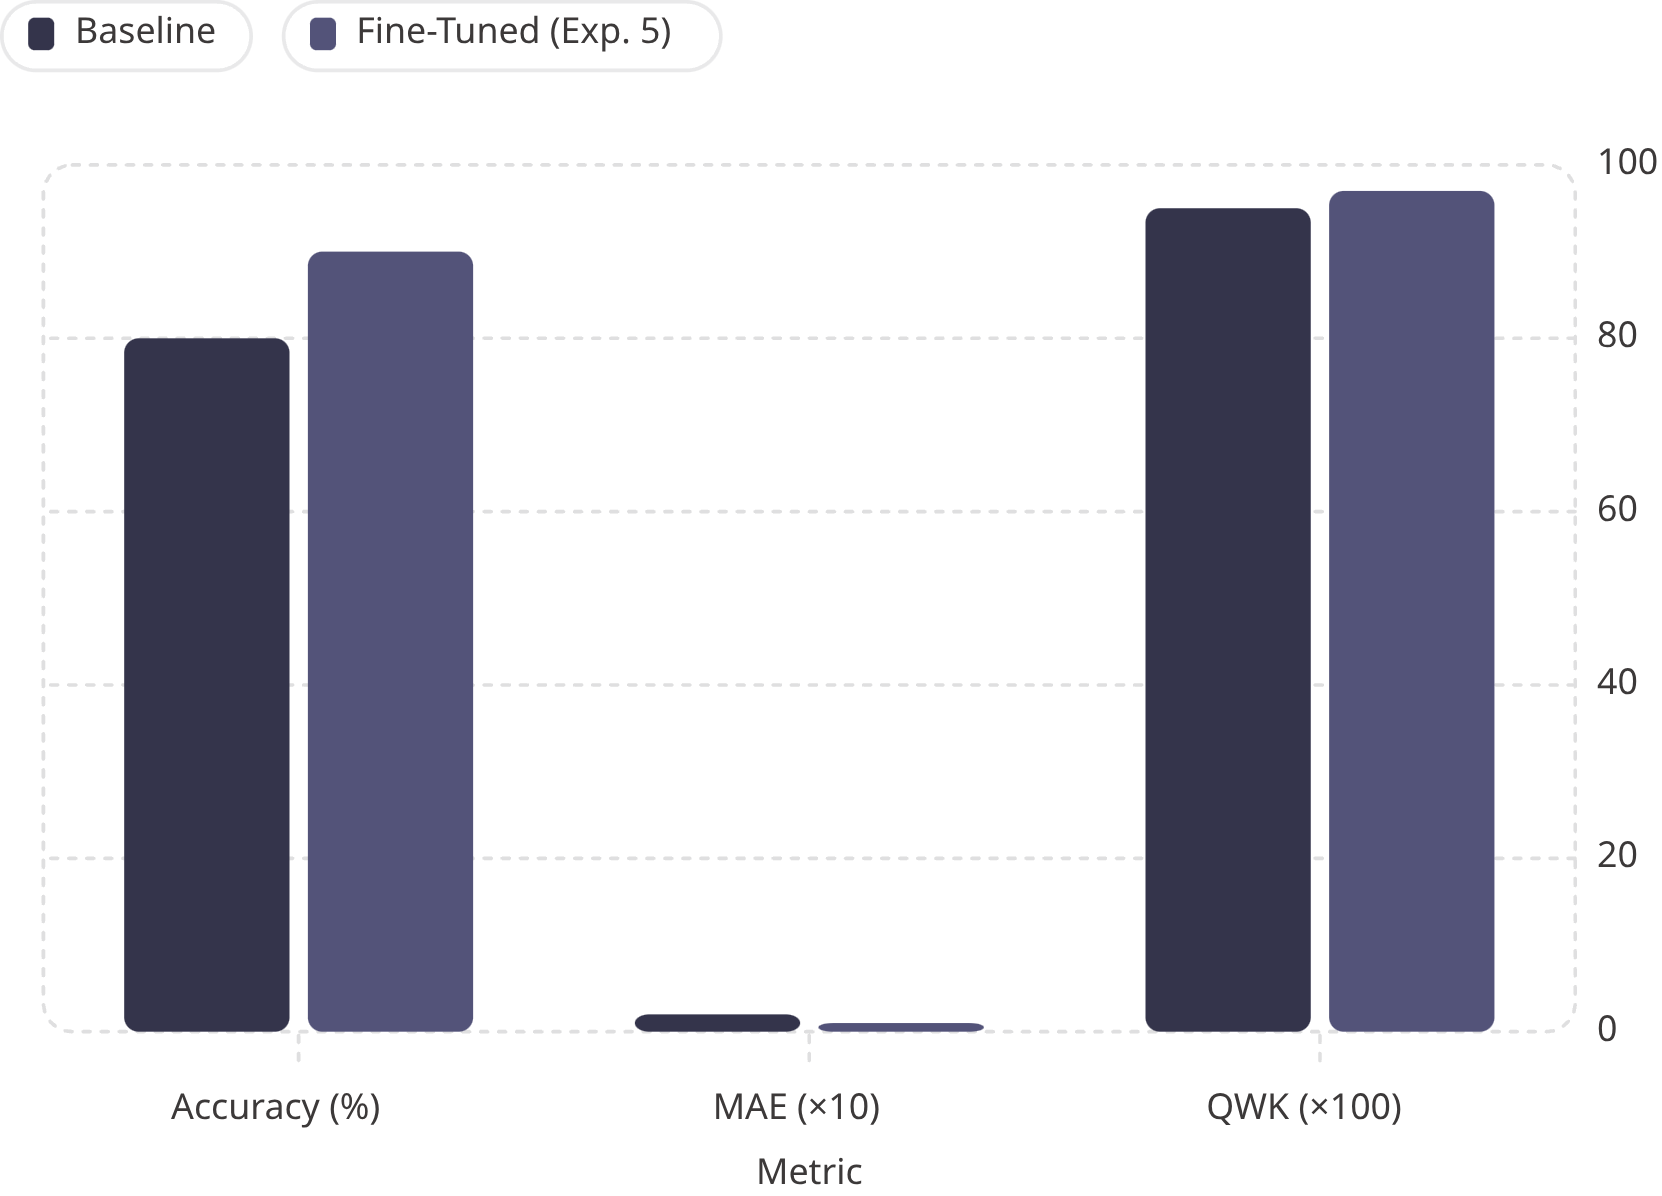 Baseline
Fine-Tuned (Exp. 5)
100
80
60
40
20
0
Accuracy (%)
MAE (×10)
QWK (×100)
Metric